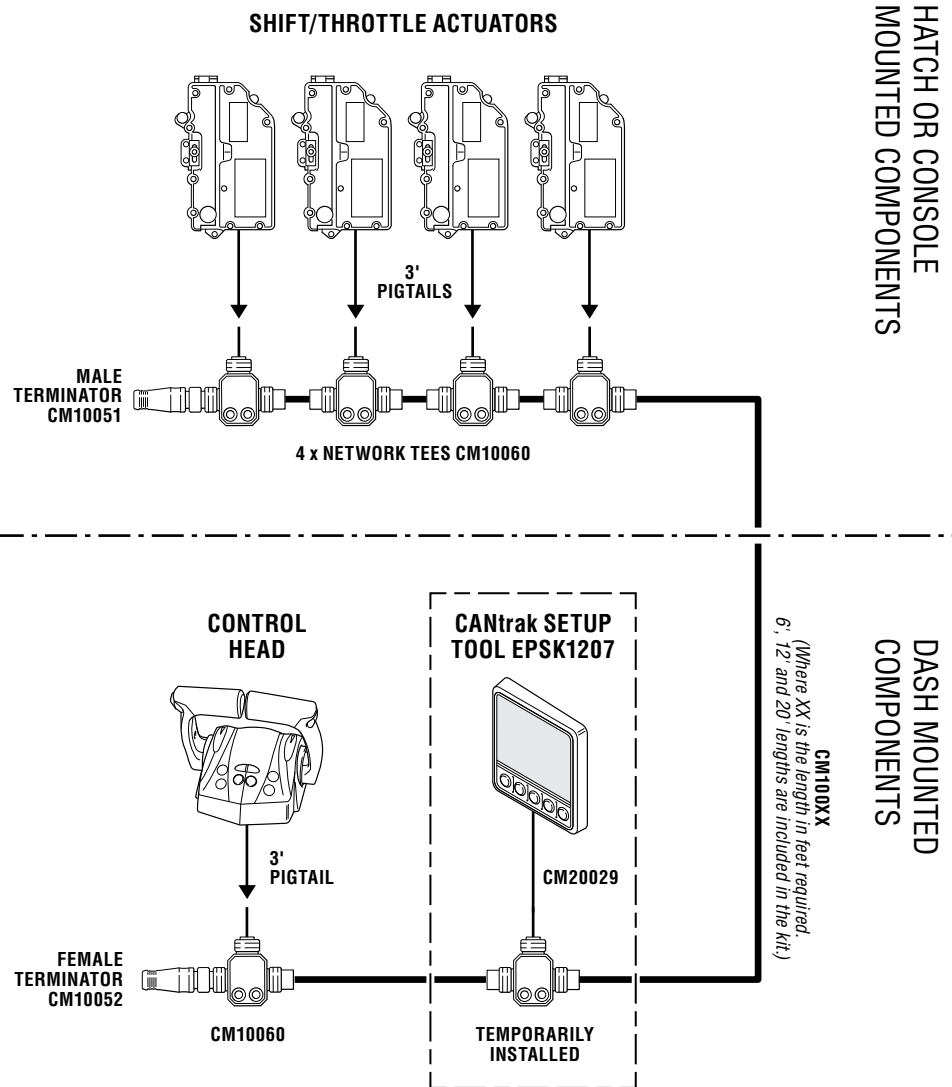 SHIFT/THROTTLE ACTUATORS
HATCH OR CONSOLE
MOUNTED COMPONENTS
3'
PIGTAILS
MALE
TERMINATOR
CM10051
4 x NETWORK TEES CM10060
CONTROL
HEAD
CANtrak SETUP
TOOL EPSK1207
DASH MOUNTED
COMPONENTS
CM100XX
(Where XX is the length in feet required.
6', 12' and 20' lengths are included in the kit.)
3'
PIGTAIL
CM20029
FEMALE
TERMINATOR
CM10052
CM10060
TEMPORARILY
INSTALLED